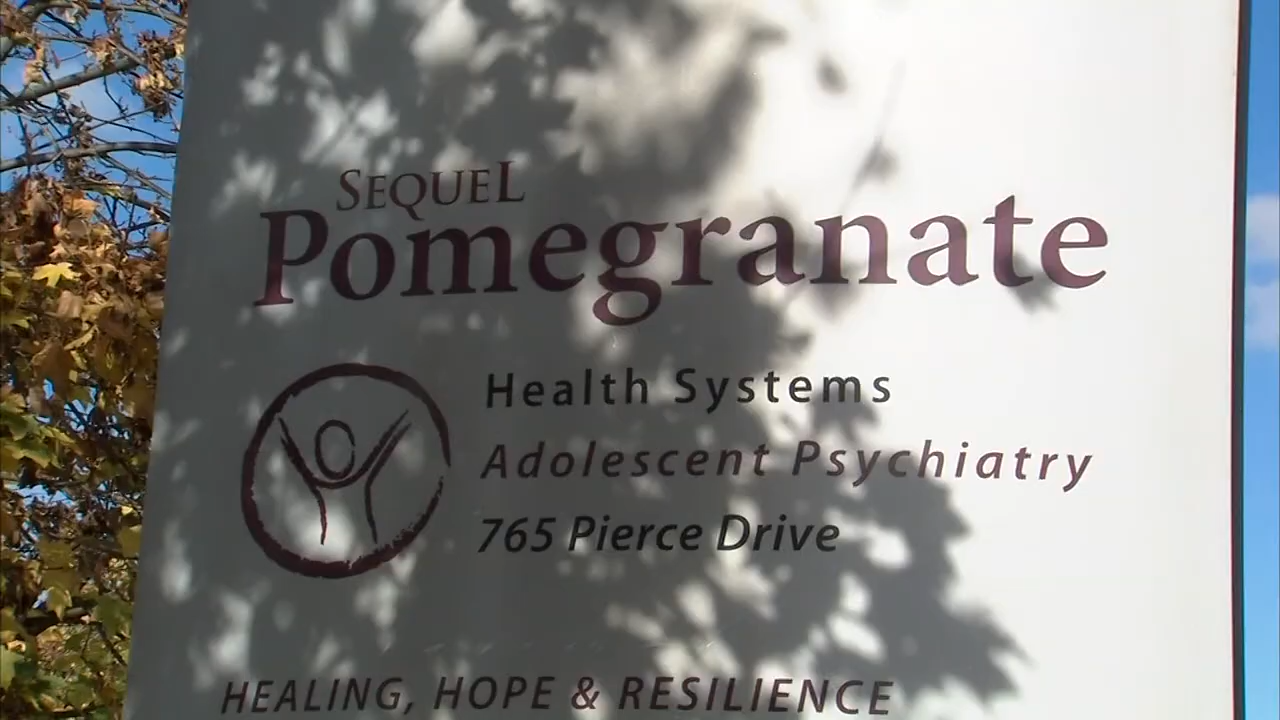 SEQUEL
Pomegranate
Health Systems
Adolescent Psychiatry
765 Pierce Drive
HEALING, HOPE & RESILIENCE